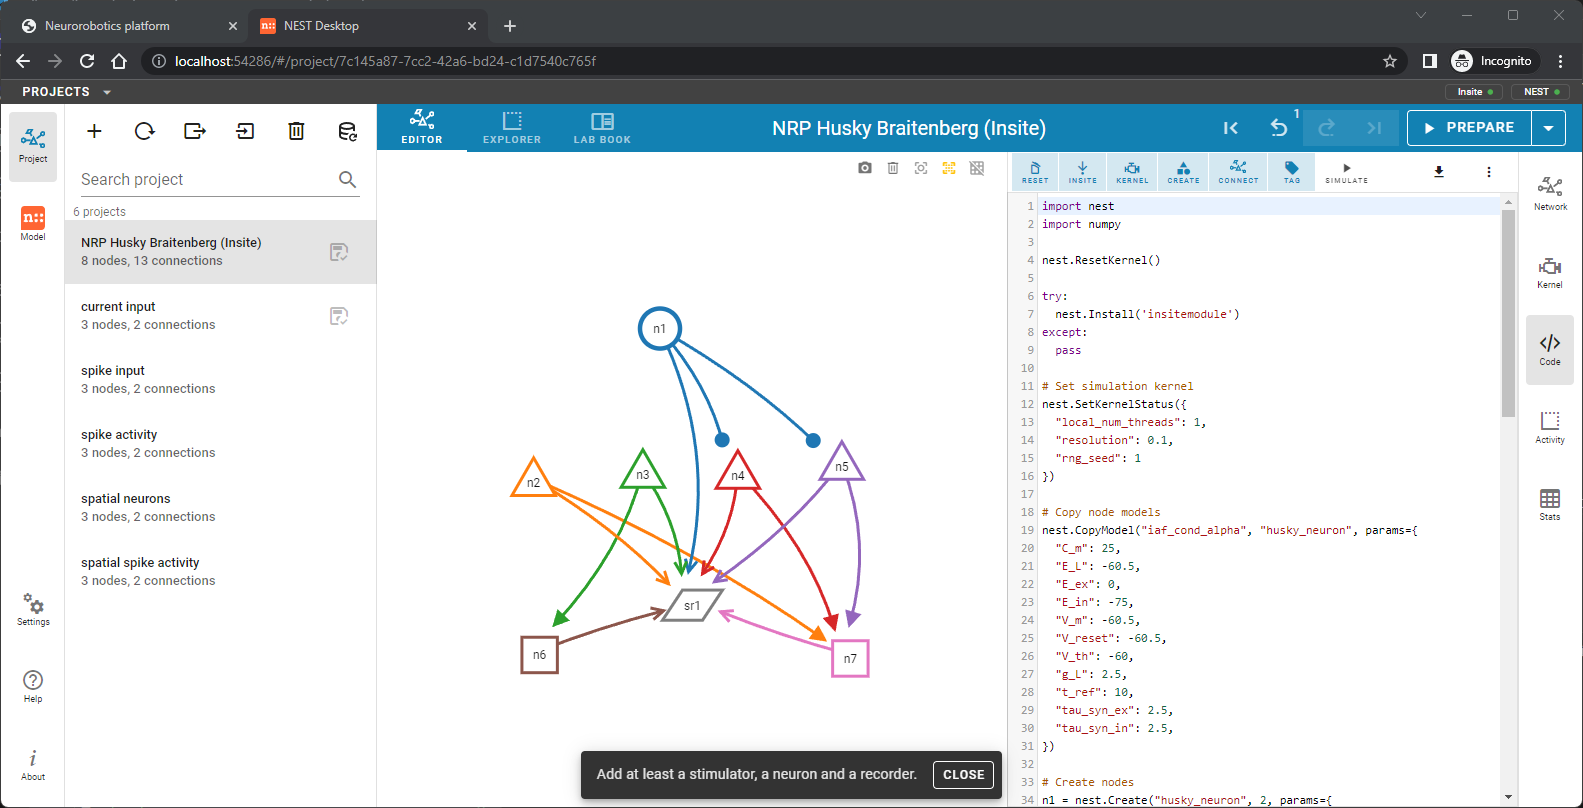 Neurorobotics platform
NEST Desktop
localhost:54286/#/project/7c145a87-7cc2-42a6-bd24-c1d7540c765f
Incognito
PROJECTS
Insite
NEST
Project
Model
Settings
Help
About
Search project
6 projects
NRP Husky Braitenberg (Insite)
8 nodes, 13 connections
current input
3 nodes, 2 connections
spike input
3 nodes, 2 connections
spike activity
3 nodes, 2 connections
spatial neurons
3 nodes, 2 connections
spatial spike activity
3 nodes, 2 connections
EDITOR
EXPLORER
LAB BOOK
NRP Husky Braitenberg (Insite)
1
PREPARE
n1
n2
n3
n4
n5
sr1
n6
n7
Add at least a stimulator, a neuron and a recorder.
CLOSE
RESET
INSITE
KERNEL
CREATE
CONNECT
TAG
SIMULATE
1 import nest
2 import numpy
3
4 nest.ResetKernel()
5
6 try:
7 nest.Install('insitemodule')
8 except:
9 pass
10
11 # Set simulation kernel
12 nest.SetKernelStatus({
13 "local_num_threads": 1,
14 "resolution": 0.1,
15 "rng_seed": 1
16 })
17
18 # Copy node models
19 nest.CopyModel("iaf_cond_alpha", "husky_neuron", params={
20 "C_m": 25,
21 "E_L": -60.5,
22 "E_ex": 0,
23 "E_in": -75,
24 "V_m": -60.5,
25 "V_reset": -60.5,
26 "V_th": -60,
27 "g_L": 2.5,
28 "t_ref": 10,
29 "tau_syn_ex": 2.5,
30 "tau_syn_in": 2.5,
31 })
32
33 # Create nodes
34 n1 = nest.Create("husky_neuron", 2, params={
Network
Kernel
Code
Activity
Stats